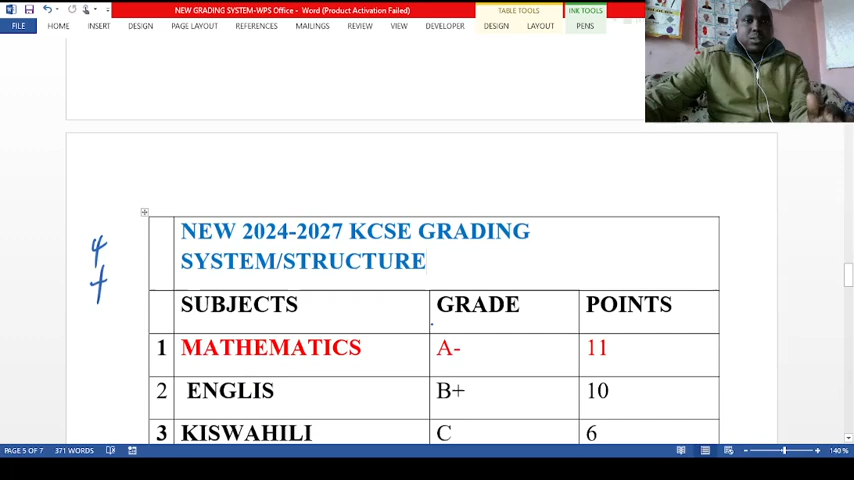 NEW GRADING SYSTEM-WPS Office - Word (Product Activation Failed)
TABLE TOOLS
INK TOOLS
FILE HOME INSERT DESIGN PAGE LAYOUT REFERENCES MAILINGS REVIEW VIEW DEVELOPER DESIGN LAYOUT PENS
NEW 2024-2027 KCSE GRADING
SYSTEM/STRUCTURE
4
SUBJECTS GRADE POINTS
1 MATHEMATICS A- 11
2 ENGLIS B+ 10
3 KISWAHILI C 6
PAGE 5 OF 7 371 WORDS 140%